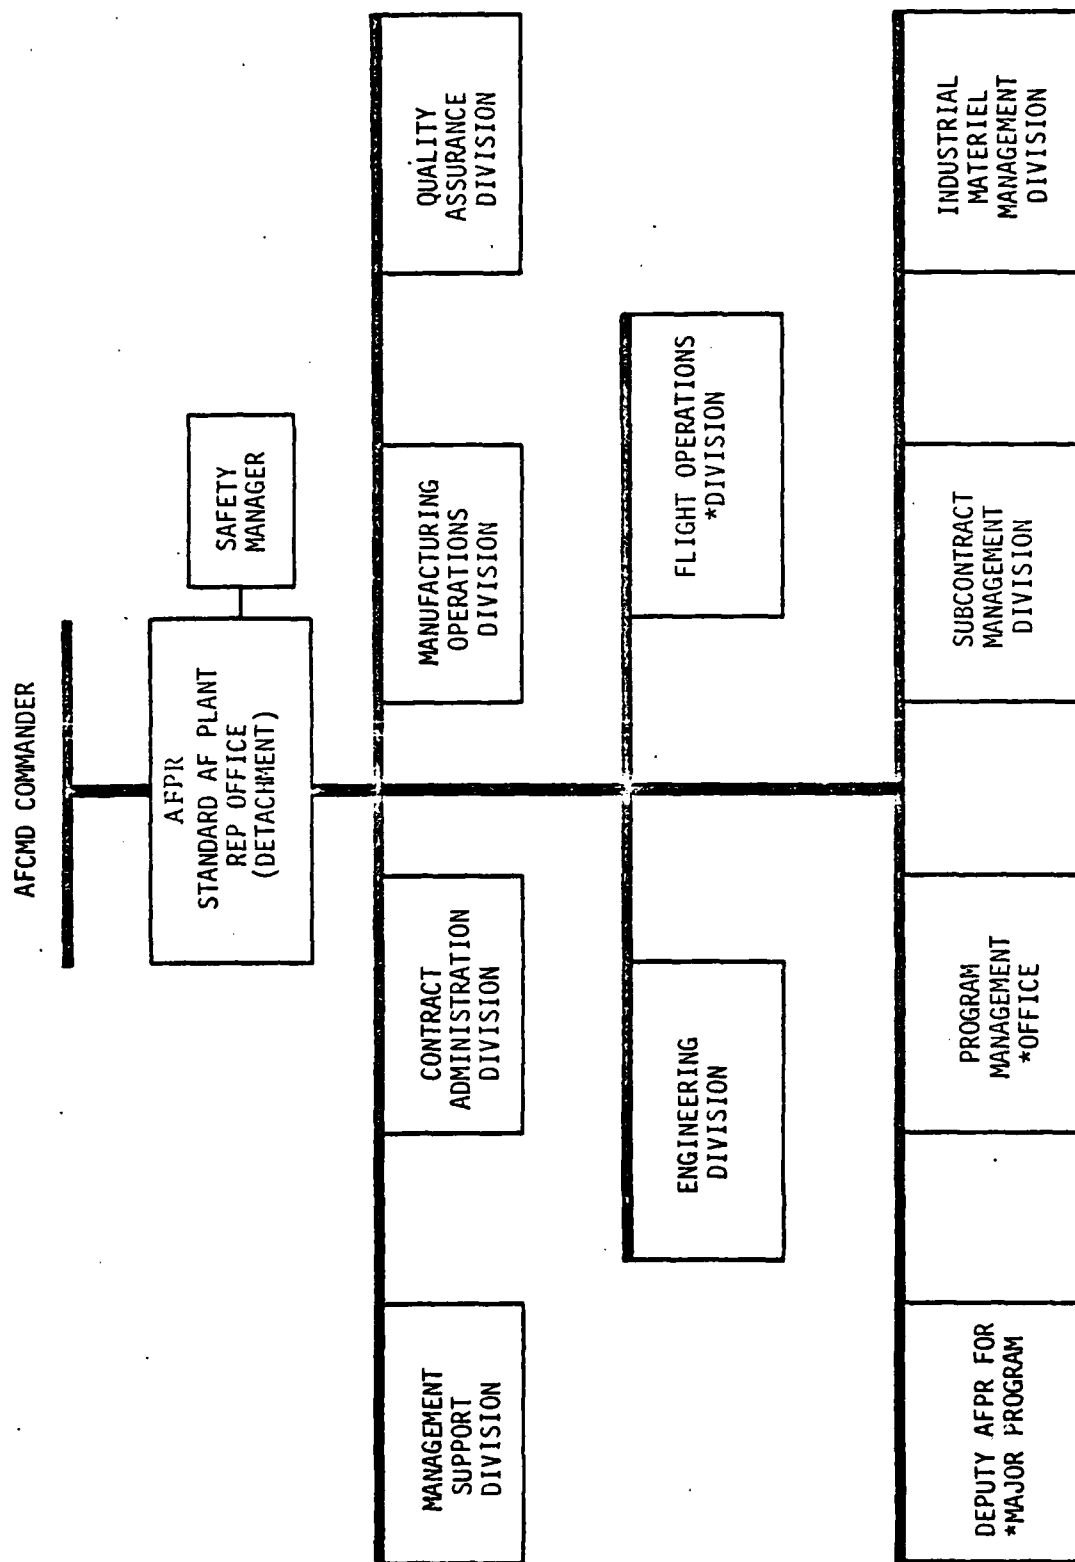 AFCMD COMMANDER
AFPR
STANDARD AF PLANT
REP OFFICE
(DETACHMENT)
SAFETY
MANAGER
MANAGEMENT
SUPPORT
DIVISION
CONTRACT
ADMINISTRATION
DIVISION
MANUFACTURING
OPERATIONS
DIVISION
QUALITY
ASSURANCE
DIVISION
ENGINEERING
DIVISION
FLIGHT OPERATIONS
*DIVISION
DEPUTY AFPR FOR
*MAJOR PROGRAM
PROGRAM
MANAGEMENT
*OFFICE
SUBCONTRACT
MANAGEMENT
DIVISION
INDUSTRIAL
MATERIEL
MANAGEMENT
DIVISION